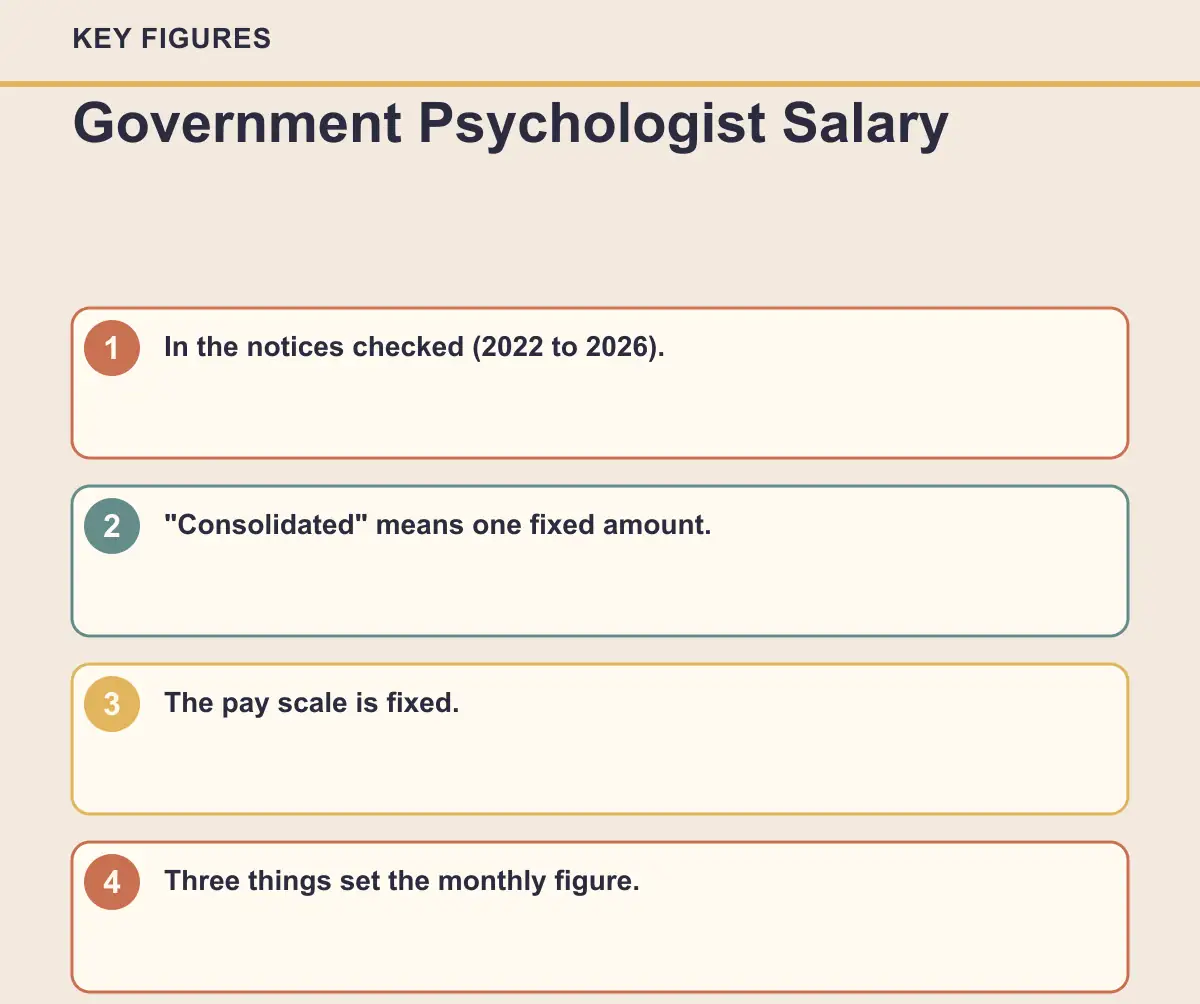 KEY FIGURES
Government Psychologist Salary
1 In the notices checked (2022 to 2026).
2 "Consolidated" means one fixed amount.
3 The pay scale is fixed.
4 Three things set the monthly figure.